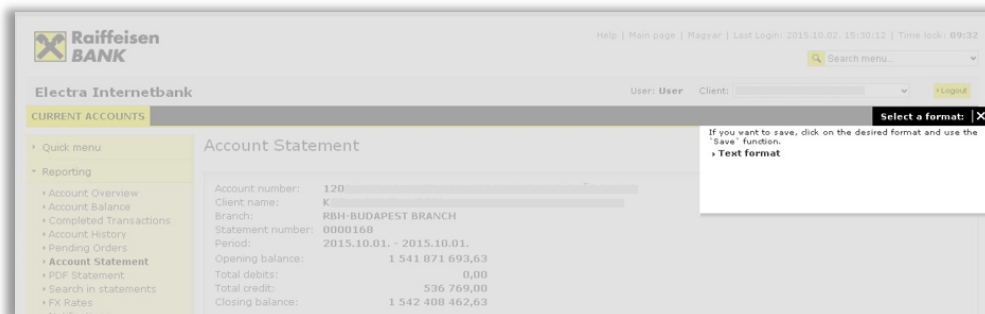 Raiffeisen
BANK
Help | Main page | Magyar | Last Login: 2015.10.02. 15:30:12 | Time look: 09:32
Search menu...
Electra Internetbank
User: User Client:
Logout
CURRENT ACCOUNTS
Select a format: X
If you want to save, click on the desired format and use the
`Save` function.
Text format
Quick menu
Account Statement
Reporting
Account Overview
Account Balance
Completed Transactions
Account History
Pending Orders
Account Statement
PDF Statement
Search in statements
FX Rates
Account number: 120
Client name: K
Branch: RBH-BUDAPEST BRANCH
Statement number: 0000168
Period: 2015.10.01. - 2015.10.01.
Opening balance: 1 541 871 693,63
Total debits: 0,00
Total credit: 536 769,00
Closing balance: 1 542 408 462,63